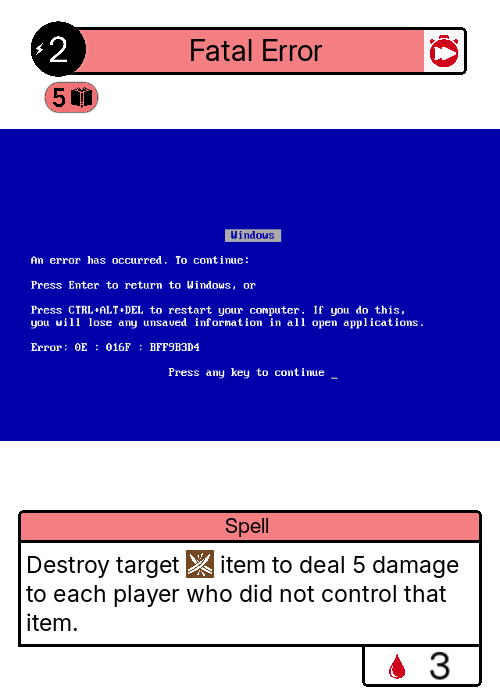 2
Fatal Error
5
Windows
An error has occurred. To continue:
Press Enter to return to Windows, or
Press CTRL+ALT+DEL to restart your computer. If you do this,
you will lose any unsaved information in all open applications.
Error: 0E : 016F : BFF9B3D4
Press any key to continue _
Spell
Destroy target item to deal 5 damage
to each player who did not control that
item.
3